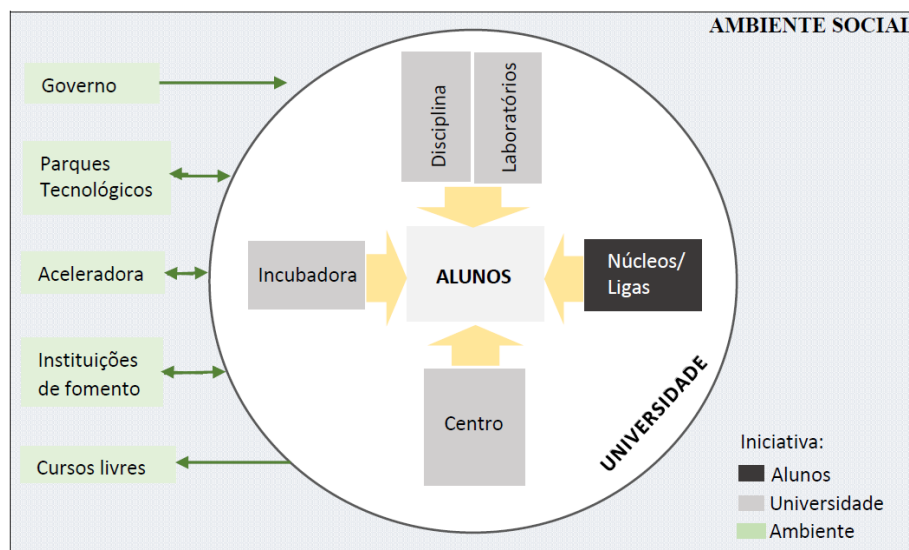 AMBIENTE SOCIAL
Governo
Parques
Tecnológicos
Aceleradora
Instituições
de fomento
Cursos livres
Disciplina
Laboratórios
Incubadora
ALUNOS
Núcleos/
Ligas
Centro
UNIVERSIDADE
Iniciativa:
Alunos
Universidade
Ambiente